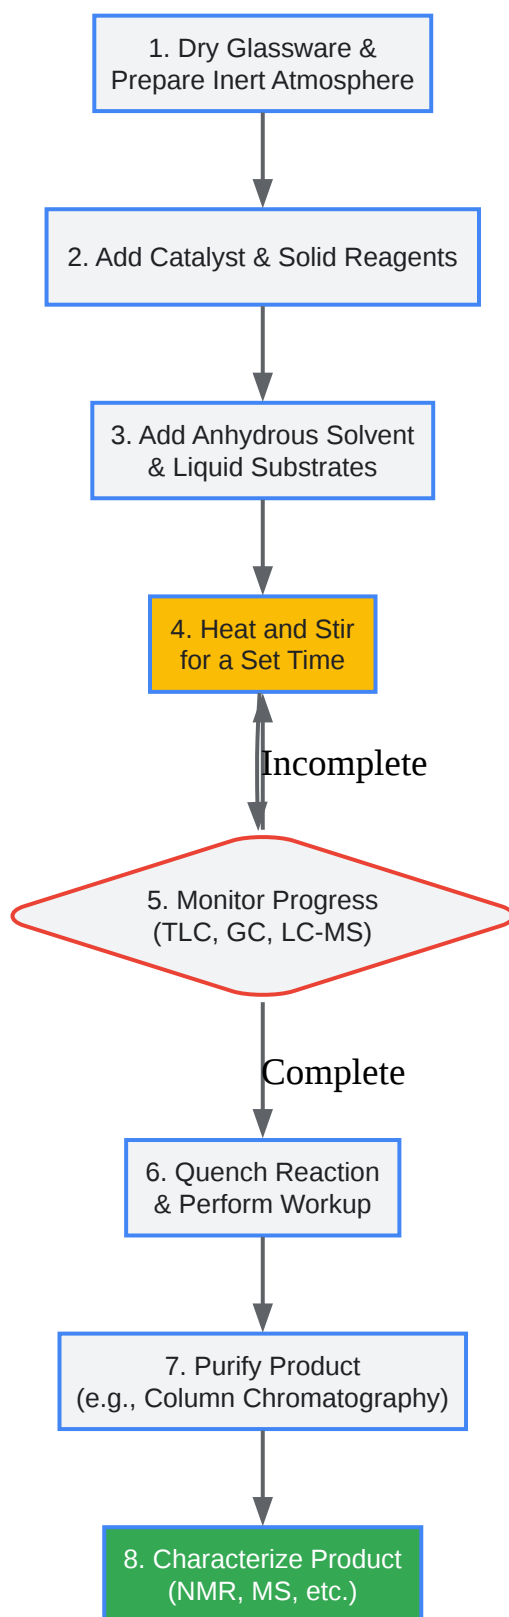 1. Dry Glassware &
Prepare Inert Atmosphere
2. Add Catalyst & Solid Reagents
3. Add Anhydrous Solvent
& Liquid Substrates
4. Heat and Stir
for a Set Time
Incomplete
5. Monitor Progress
(TLC, GC, LC-MS)
Complete
6. Quench Reaction
& Perform Workup
7. Purify Product
(e.g., Column Chromatography)
8. Characterize Product
(NMR, MS, etc.)